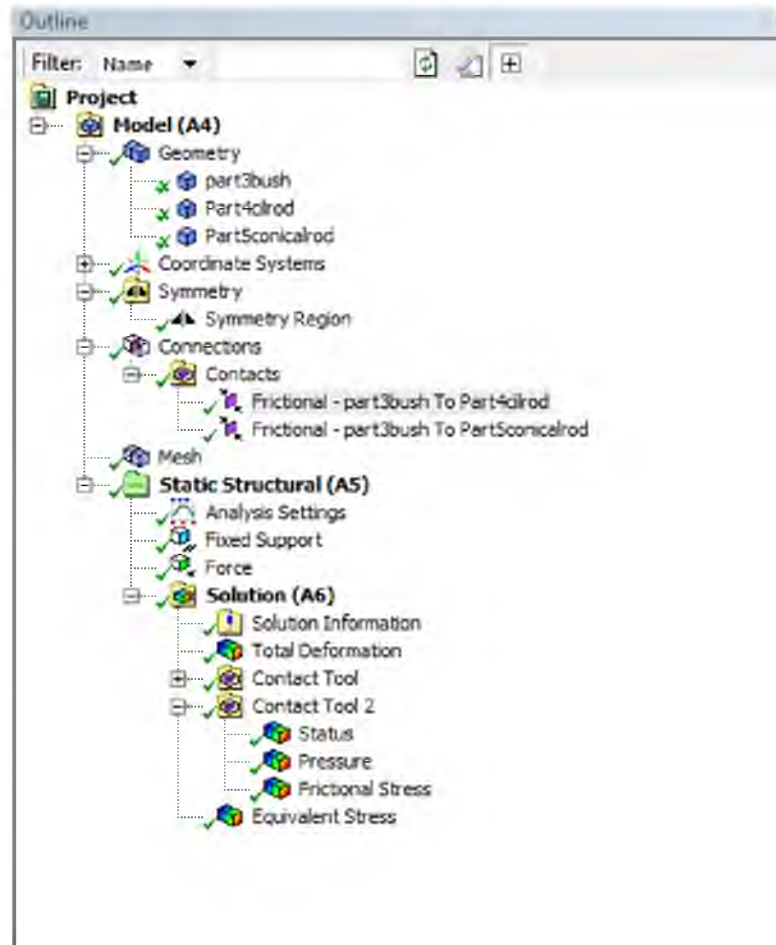 Outline
Filter: Name
Project
Model (A4)
Geometry
part3bush
Part4cilrod
Part5conicalrod
Coordinate Systems
Symmetry
Symmetry Region
Connections
Contacts
Frictional - part3bush To Part4cilrod
Frictional - part3bush To Part5conicalrod
Mesh
Static Structural (A5)
Analysis Settings
Fixed Support
Force
Solution (A6)
Solution Information
Total Deformation
Contact Tool
Contact Tool 2
Status
Pressure
Frictional Stress
Equivalent Stress